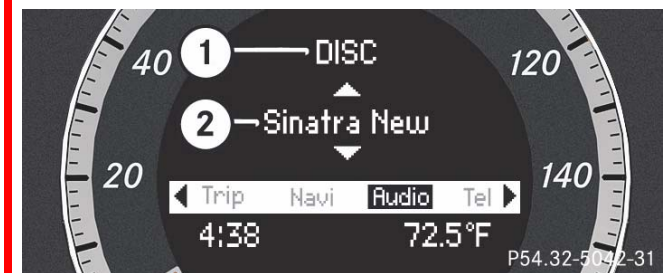 40 1 DISC 120
2 Sinatra New
20 140
Trip Navi Audio Tel
4:38 72.5°F
P54.32-5042-31